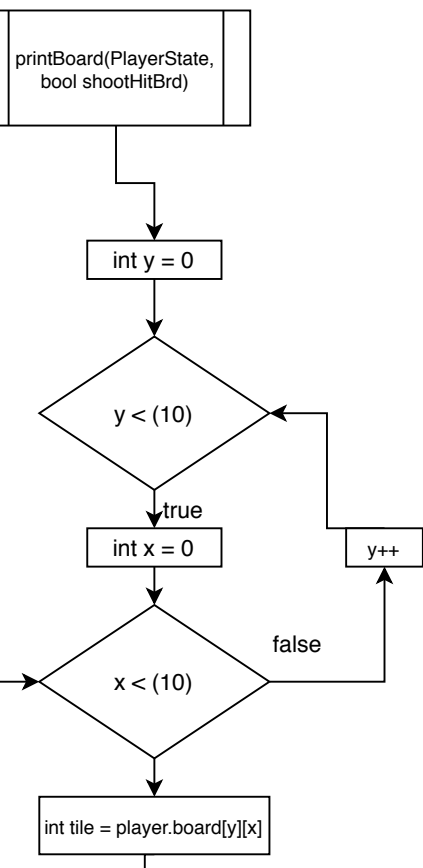 printBoard(PlayerState,
bool shootHitBrd)
int y = 0
y < (10)
true
int x = 0
y++
false
x < (10)
int tile = player.board[y][x]